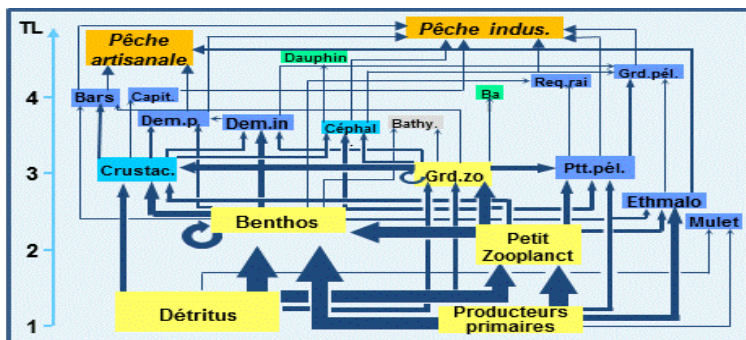 TL
Pêche indus.
Pêche
artisanale
Dauphin
Grd.pél.
Req.rai
4
Bars
Capit.
Ba
Dem.p.
Dem.in
Céphal
Bathy.
3
Crustac.
Grd.zo
Ptt.pél.
Ethmalo
Benthos
Mulet
2
Petit
Zooplanct
Détritus
Producteurs
primaires
1